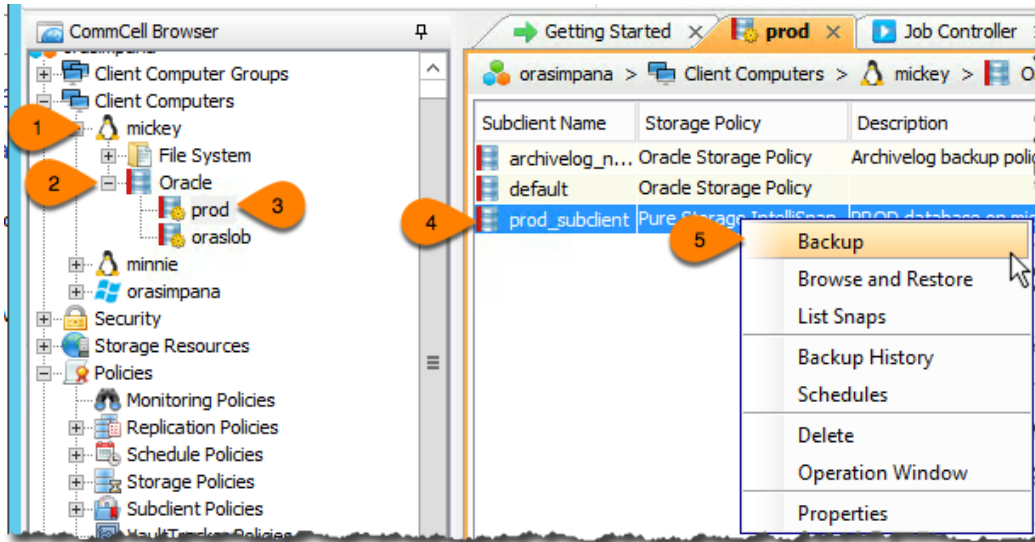 CommCell Browser
Client Computer Groups
Client Computers
1
mickey
File System
2
Oracle
prod
3
oraslob
minnie
orasimpana
Security
Storage Resources
Policies
Monitoring Policies
Replication Policies
Schedule Policies
Storage Policies
Subclient Policies
Getting Started
prod
Job Controller
orasimpana > Client Computers > mickey >
Subclient Name Storage Policy Description
archivelog_n... Oracle Storage Policy Archivelog backup
default Oracle Storage Policy
4
prod_subclient Pure Storage IntelliSnap PROD database on
5
Backup
Browse and Restore
List Snaps
Backup History
Schedules
Delete
Operation Window
Properties